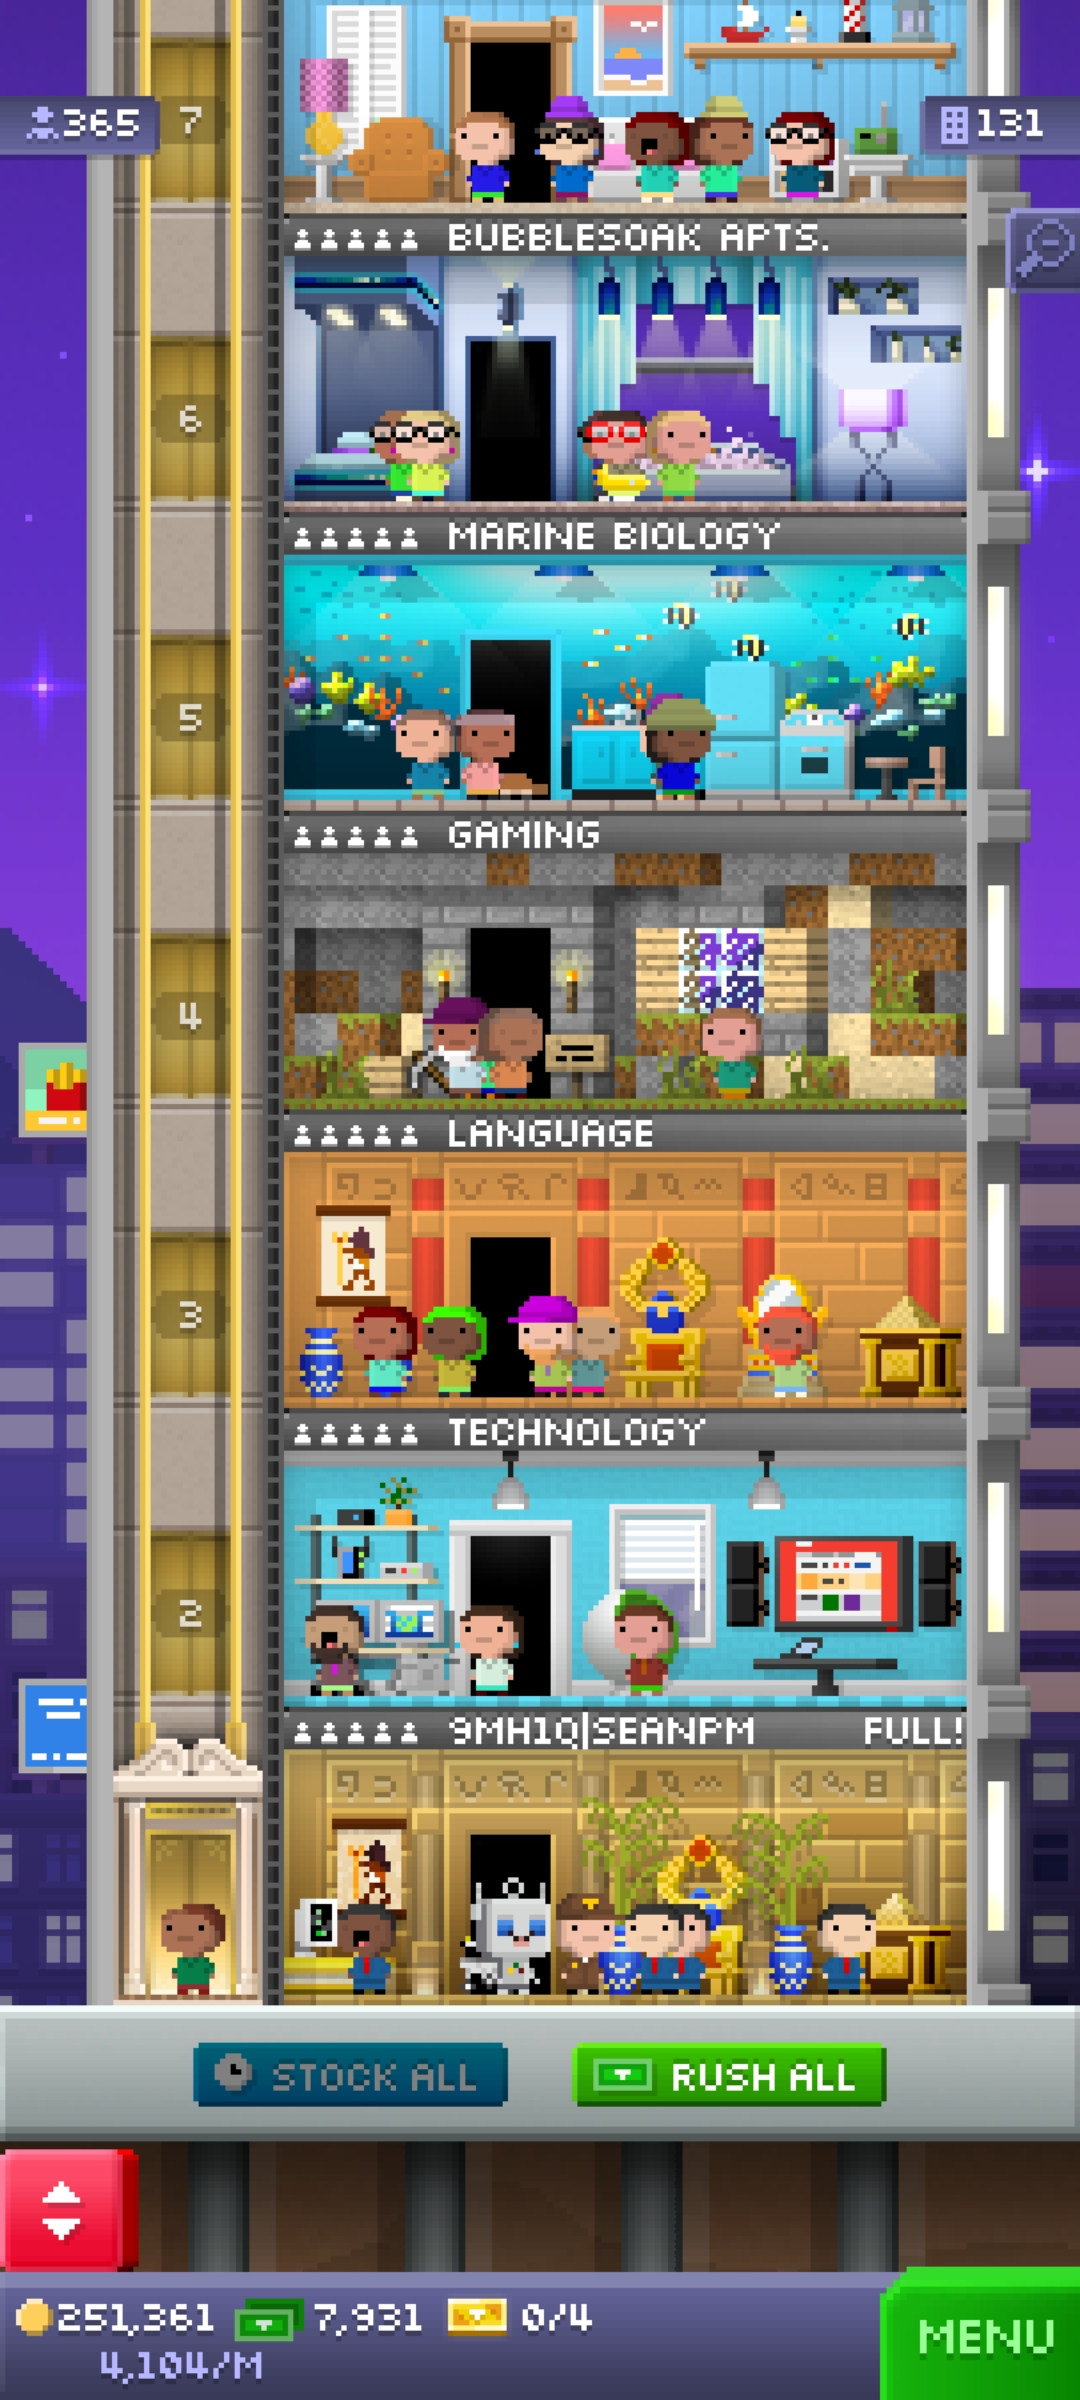 7
365
131
BUBBLESOAK APTS.
6
MARINE BIOLOGY
5
GAMING
4
LANGUAGE
3
TECHNOLOGY
2
9MH1Q|SEANPM FULL!
STOCK ALL
RUSH ALL
251,361 7,931 0/4
4,104/M
MENU